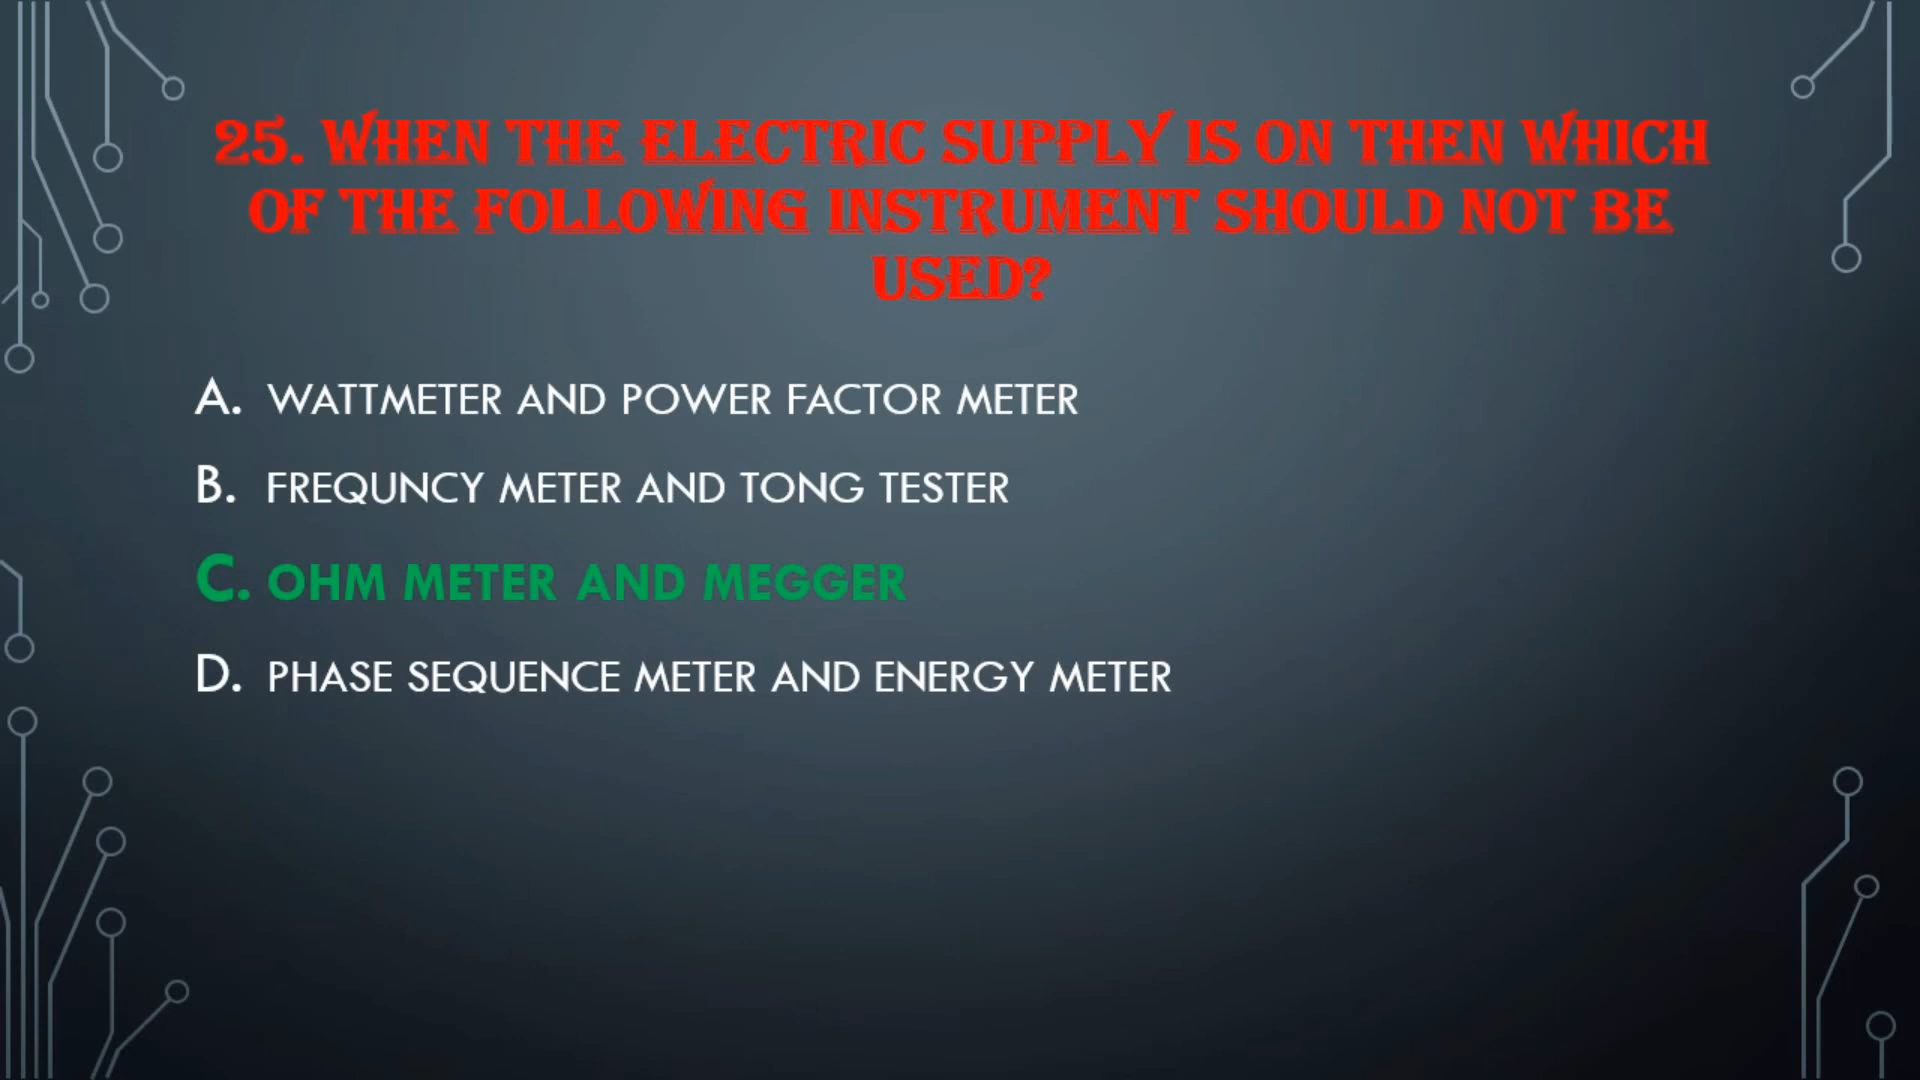 25. WHEN THE ELECTRIC SUPPLY IS ON THEN WHICH
OF THE FOLLOWING INSTRUMENT SHOULD NOT BE
USED?
A. WATTMETER AND POWER FACTOR METER
B. FREQUNCY METER AND TONG TESTER
C. OHM METER AND MEGGER
D. PHASE SEQUENCE METER AND ENERGY METER